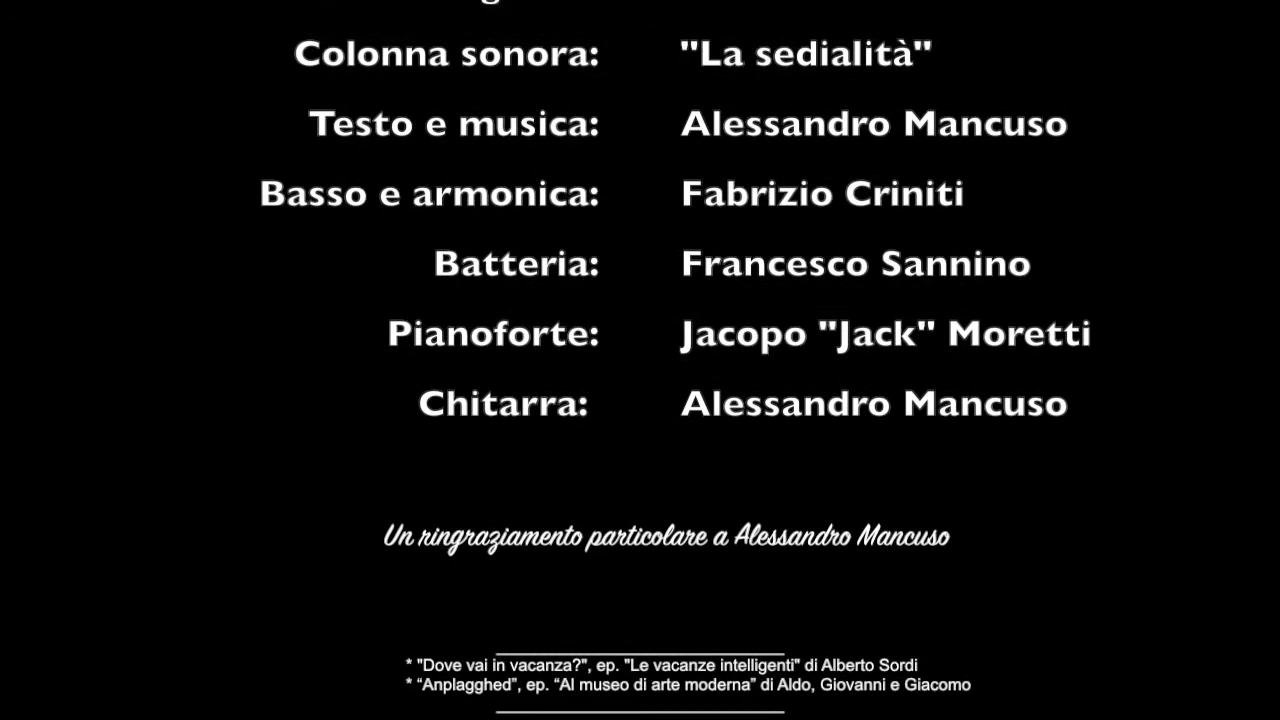 Colonna sonora: "La sedialità"
Testo e musica: Alessandro Mancuso
Basso e armonica: Fabrizio Criniti
Batteria: Francesco Sannino
Pianoforte: Jacopo "Jack" Moretti
Chitarra: Alessandro Mancuso
Un ringraziamento particolare a Alessandro Mancuso
* "Dove vai in vacanza?", ep. "Le vacanze intelligenti" di Alberto Sordi
* “Anplagghed”, ep. “Al museo di arte moderna” di Aldo, Giovanni e Giacomo